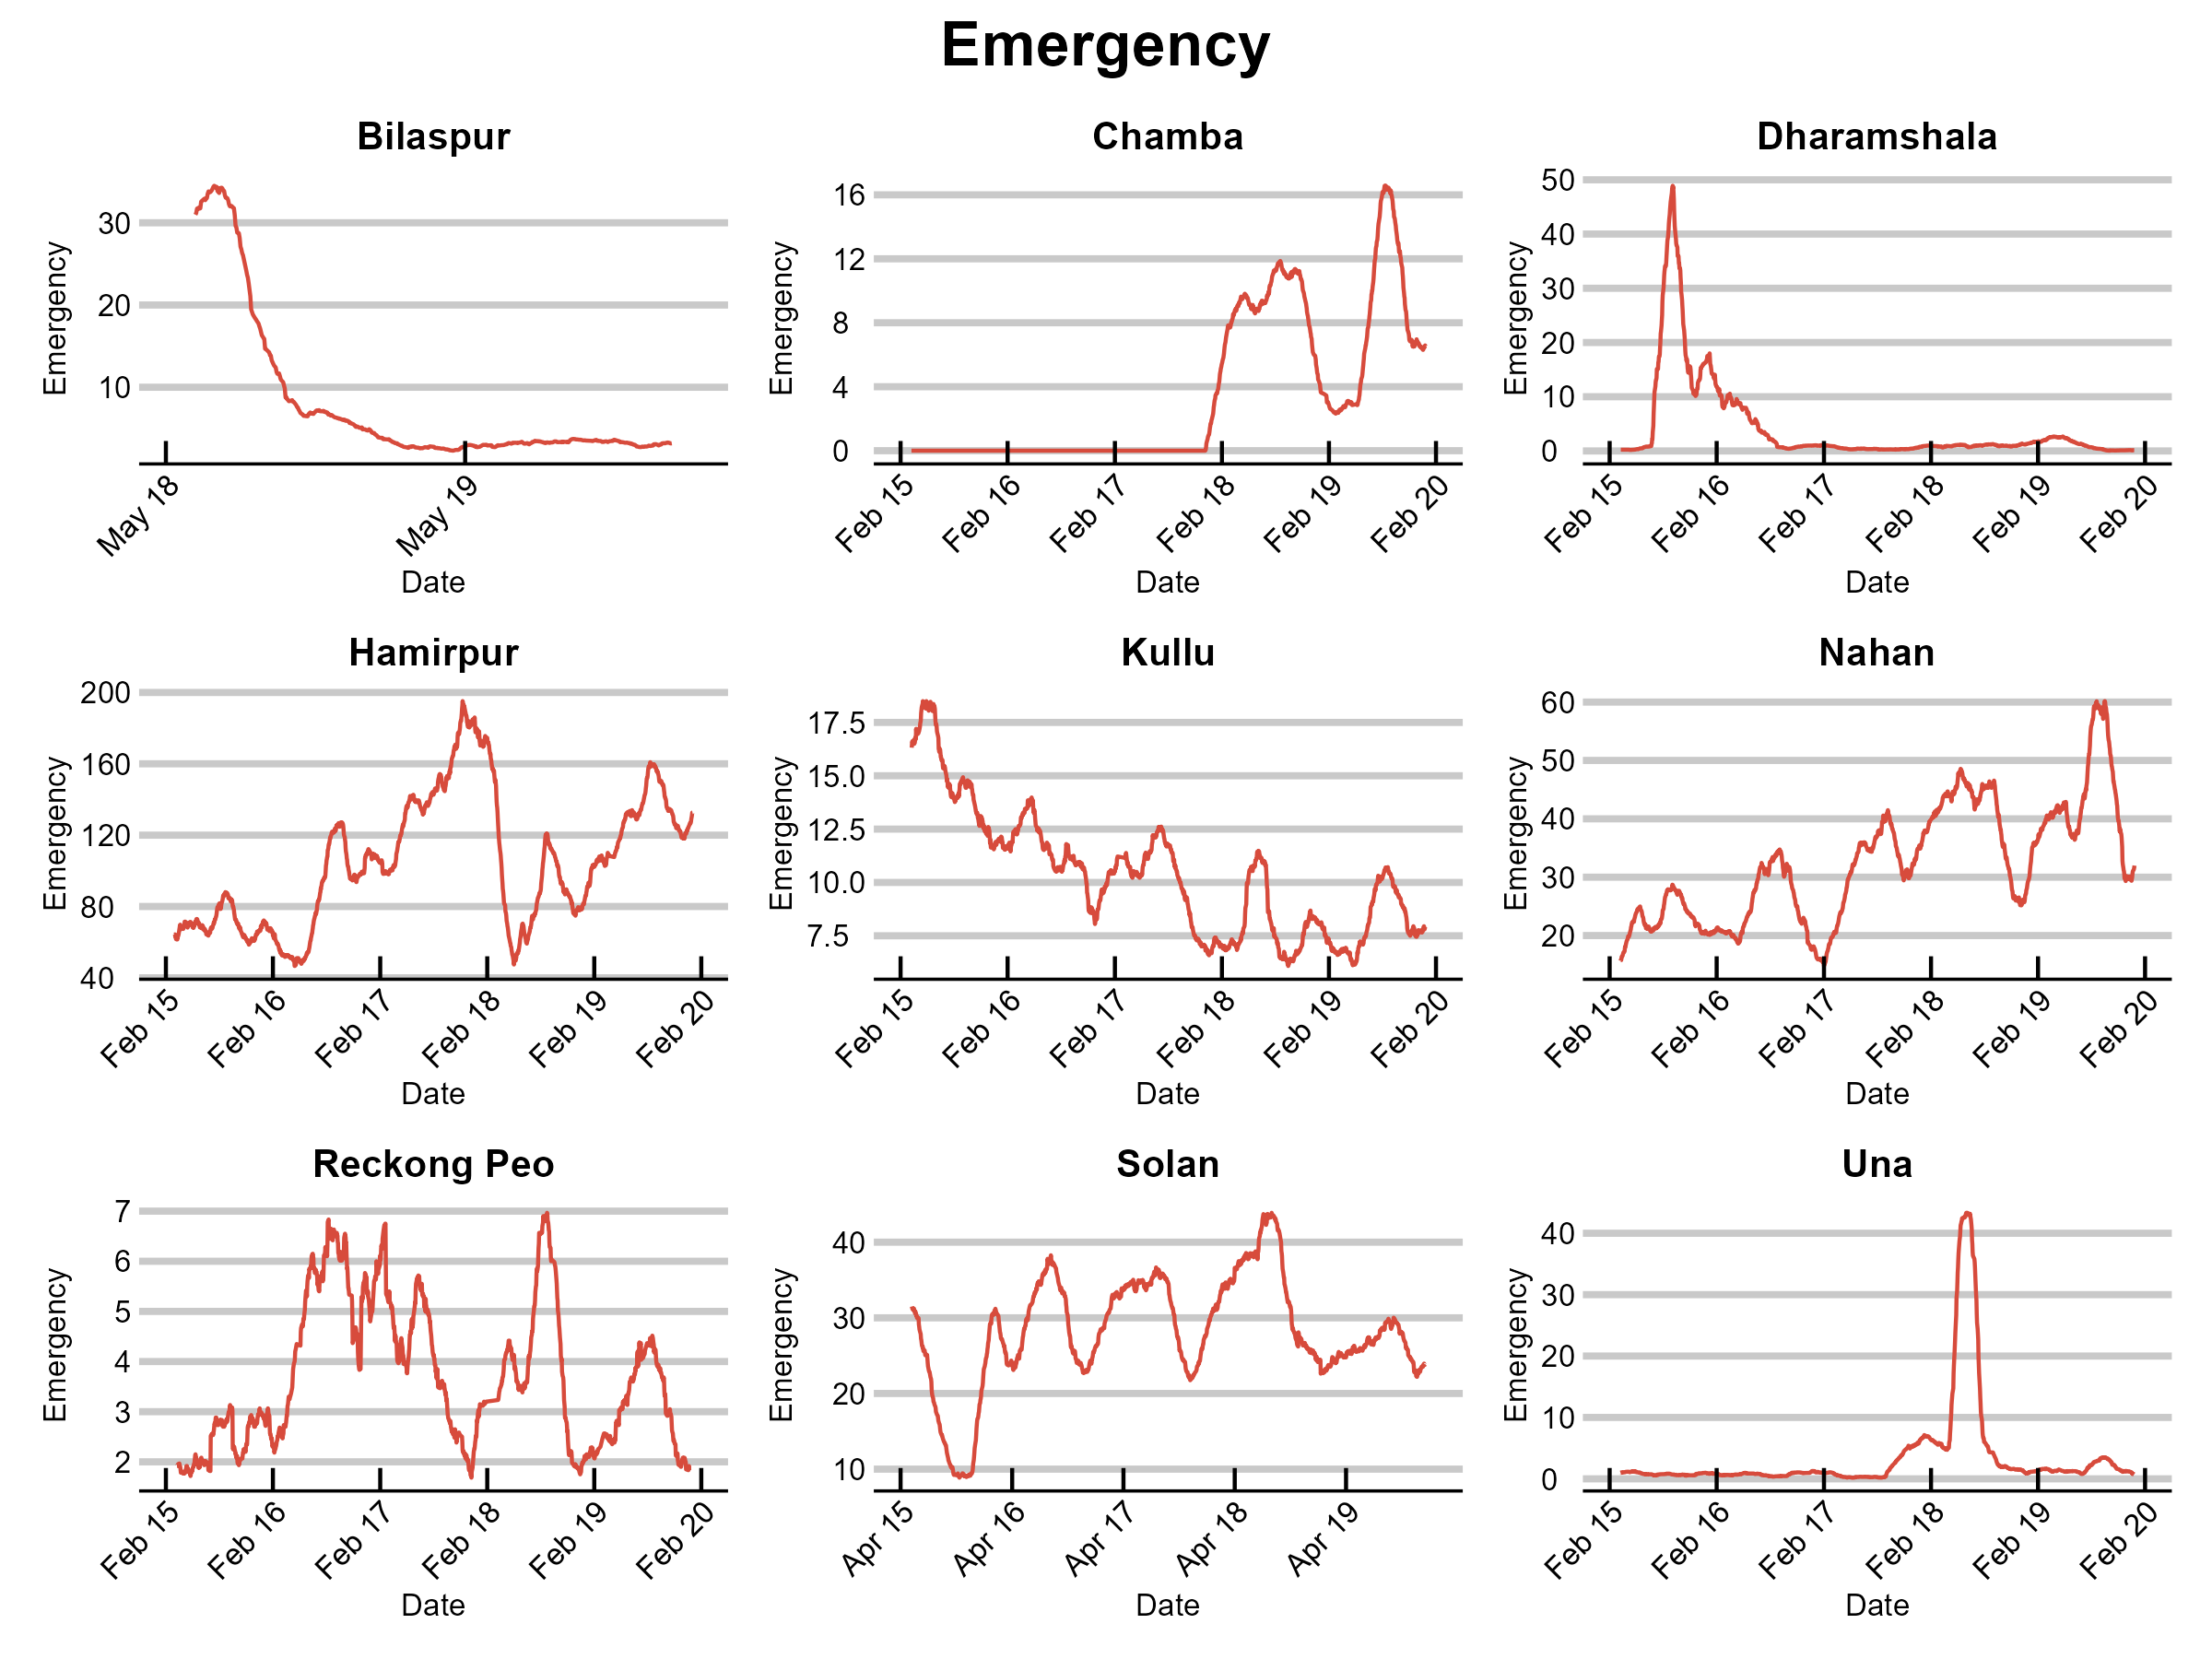 Emergency
Bilaspur
Emergency
30
20
10
May 18
May 19
Date
Chamba
Emergency
16
12
8
4
0
Feb 15
Feb 16
Feb 17
Feb 18
Feb 19
Feb 20
Date
Dharamshala
Emergency
50
40
30
20
10
0
Feb 15
Feb 16
Feb 17
Feb 18
Feb 19
Feb 20
Date
Hamirpur
Emergency
200
160
120
80
40
Feb 15
Feb 16
Feb 17
Feb 18
Feb 19
Feb 20
Date
Kullu
Emergency
17.5
15.0
12.5
10.0
7.5
Feb 15
Feb 16
Feb 17
Feb 18
Feb 19
Feb 20
Date
Nahan
Emergency
60
50
40
30
20
Feb 15
Feb 16
Feb 17
Feb 18
Feb 19
Feb 20
Date
Reckong Peo
Emergency
7
6
5
4
3
2
Feb 15
Feb 16
Feb 17
Feb 18
Feb 19
Feb 20
Date
Solan
Emergency
40
30
20
10
Apr 15
Apr 16
Apr 17
Apr 18
Apr 19
Date
Una
Emergency
40
30
20
10
0
Feb 15
Feb 16
Feb 17
Feb 18
Feb 19
Feb 20
Date